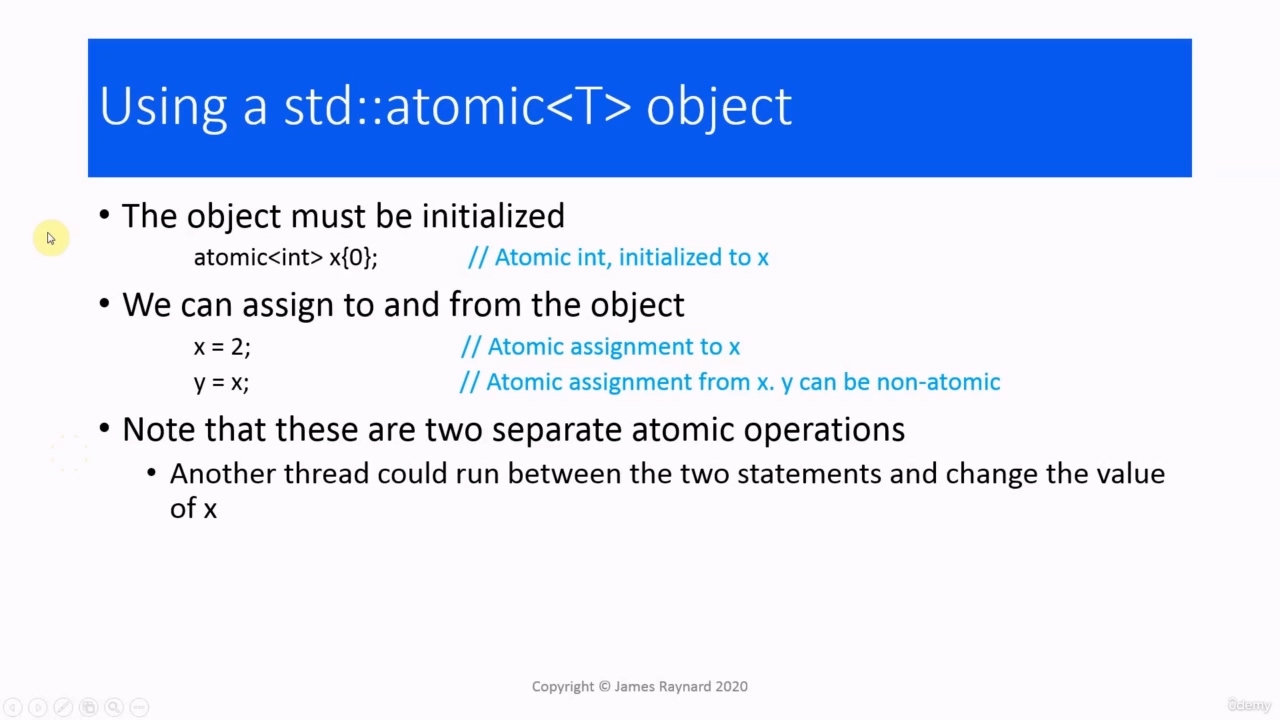 Using a std::atomic<T> object
• The object must be initialized
atomic<int> x{0}; // Atomic int, initialized to x
• We can assign to and from the object
x = 2; // Atomic assignment to x
y = x; // Atomic assignment from x. y can be non-atomic
• Note that these are two separate atomic operations
• Another thread could run between the two statements and change the value
of x
Copyright © James Raynard 2020
ûdemy